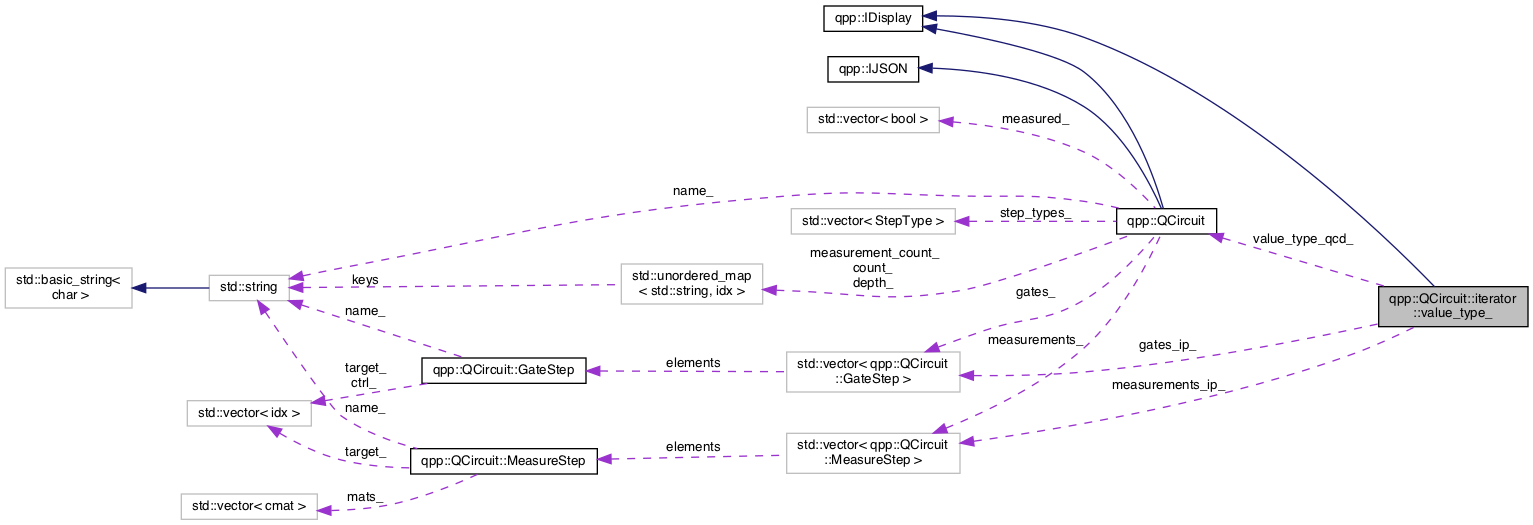 qpp::IDisplay
qpp::IJSON
std::vector< bool >
measured_
name_
std::vector< StepType >
step_types_
qpp::QCircuit
value_type_qcd_
measurement_count_
count_
depth_
std::basic_string<
char >
std::string
keys
std::unordered_map
< std::string, idx >
gates_
qpp::QCircuit::iterator
::value_type_
name_
measurements_
gates_ip_
target_
ctrl_
qpp::QCircuit::GateStep
elements
std::vector< qpp::QCircuit
::GateStep >
measurements_ip_
std::vector< idx >
name_
target_
qpp::QCircuit::MeasureStep
elements
std::vector< qpp::QCircuit
::MeasureStep >
std::vector< cmat >
mats_